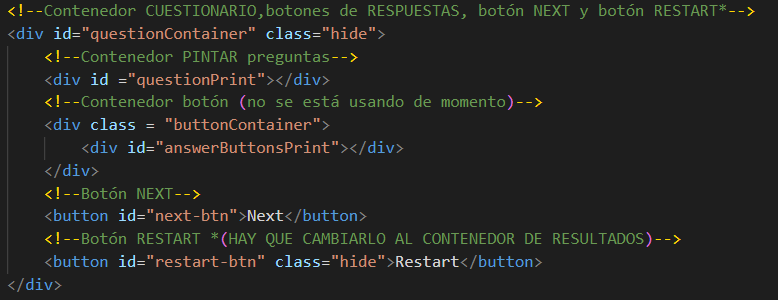 <!--Contenedor CUESTIONARIO,botones de RESPUESTAS, botón NEXT y botón RESTART*-->
<div id="questionContainer" class="hide">
    <!--Contenedor PINTAR preguntas-->
    <div id ="questionPrint"></div>
    <!--Contenedor botón (no se está usando de momento)-->
    <div class = "buttonContainer">
        <div id="answerButtonsPrint"></div>
    </div>
    <!--Botón NEXT-->
    <button id="next-btn">Next</button>
    <!--Botón RESTART *(HAY QUE CAMBIARLO AL CONTENEDOR DE RESULTADOS)-->
    <button id="restart-btn" class="hide">Restart</button>
</div>